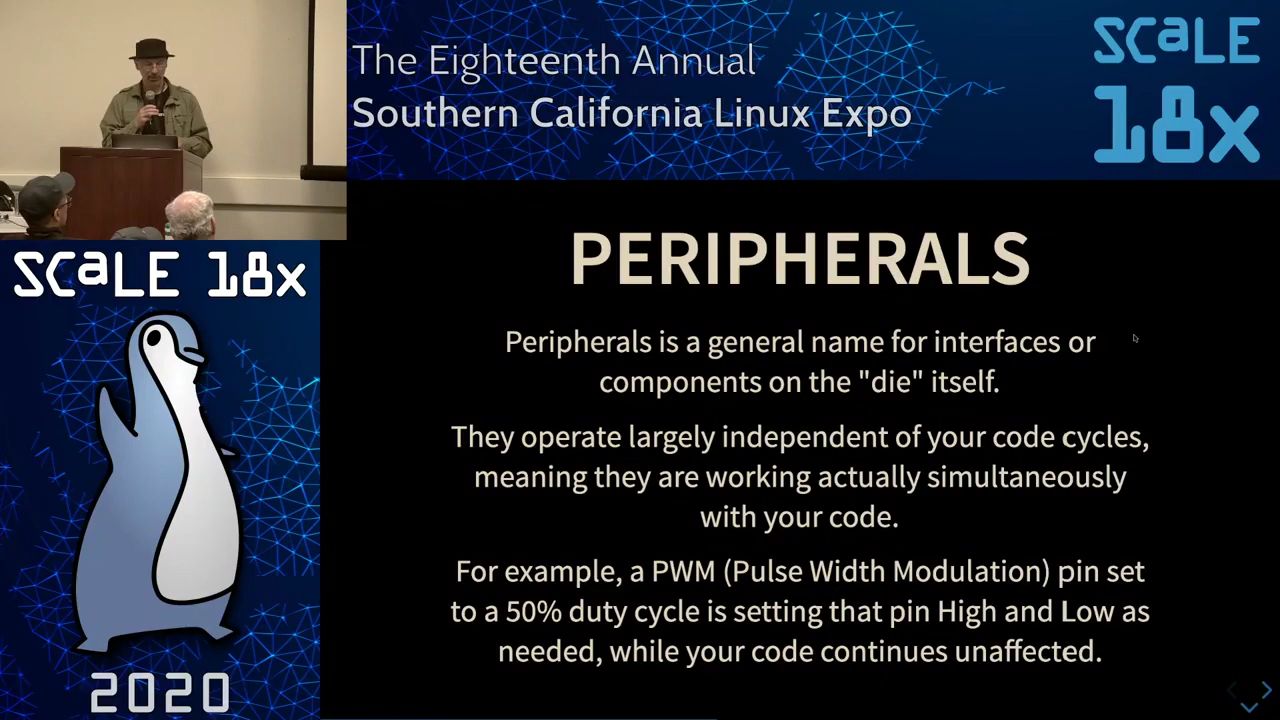 The Eighteenth Annual
Southern California Linux Expo
SCaLE
18x
SCaLE 18x
2020
PERIPHERALS
Peripherals is a general name for interfaces or
components on the "die" itself.
They operate largely independent of your code cycles,
meaning they are working actually simultaneously
with your code.
For example, a PWM (Pulse Width Modulation) pin set
to a 50% duty cycle is setting that pin High and Low as
needed, while your code continues unaffected.